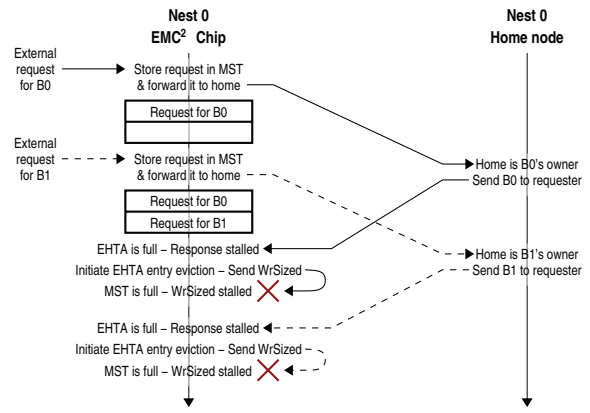 Nest 0
EMC² Chip
Nest 0
Home node
External
request
for B0
Store request in MST
& forward it to home
Request for B0
External
request
for B1
Store request in MST
& forward it to home
Home is B0's owner
Send B0 to requester
Request for B0
Request for B1
EHTA is full – Response stalled
Home is B1's owner
Send B1 to requester
Initiate EHTA entry eviction – Send WrSized
MST is full – WrSized stalled
EHTA is full – Response stalled
Initiate EHTA entry eviction – Send WrSized
MST is full – WrSized stalled